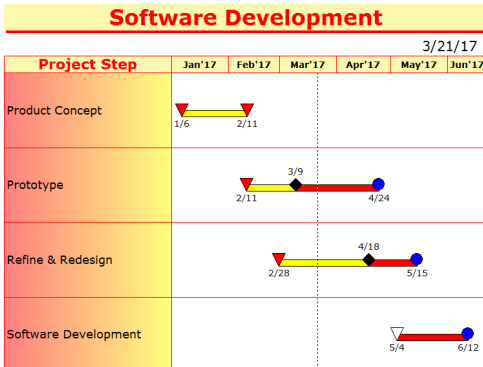 Software Development
3/21/17
Project Step Jan'17 Feb'17 Mar'17 Apr'17 May'17 Jun'17
Product Concept
1/6 2/11
3/9
Prototype
2/11 4/24
4/18
Refine & Redesign
2/28 5/15
Software Development
5/4 6/12